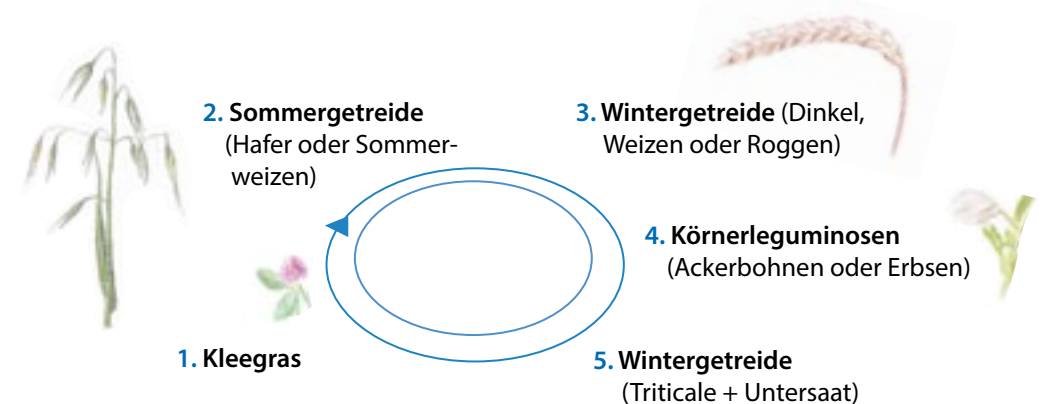 2. Sommergetreide
(Hafer oder Sommer-
weizen)
3. Wintergetreide (Dinkel,
Weizen oder Roggen)
4. Körnerleguminosen
(Ackerbohnen oder Erbsen)
1. Kleegras
5. Wintergetreide
(Triticale + Untersaat)